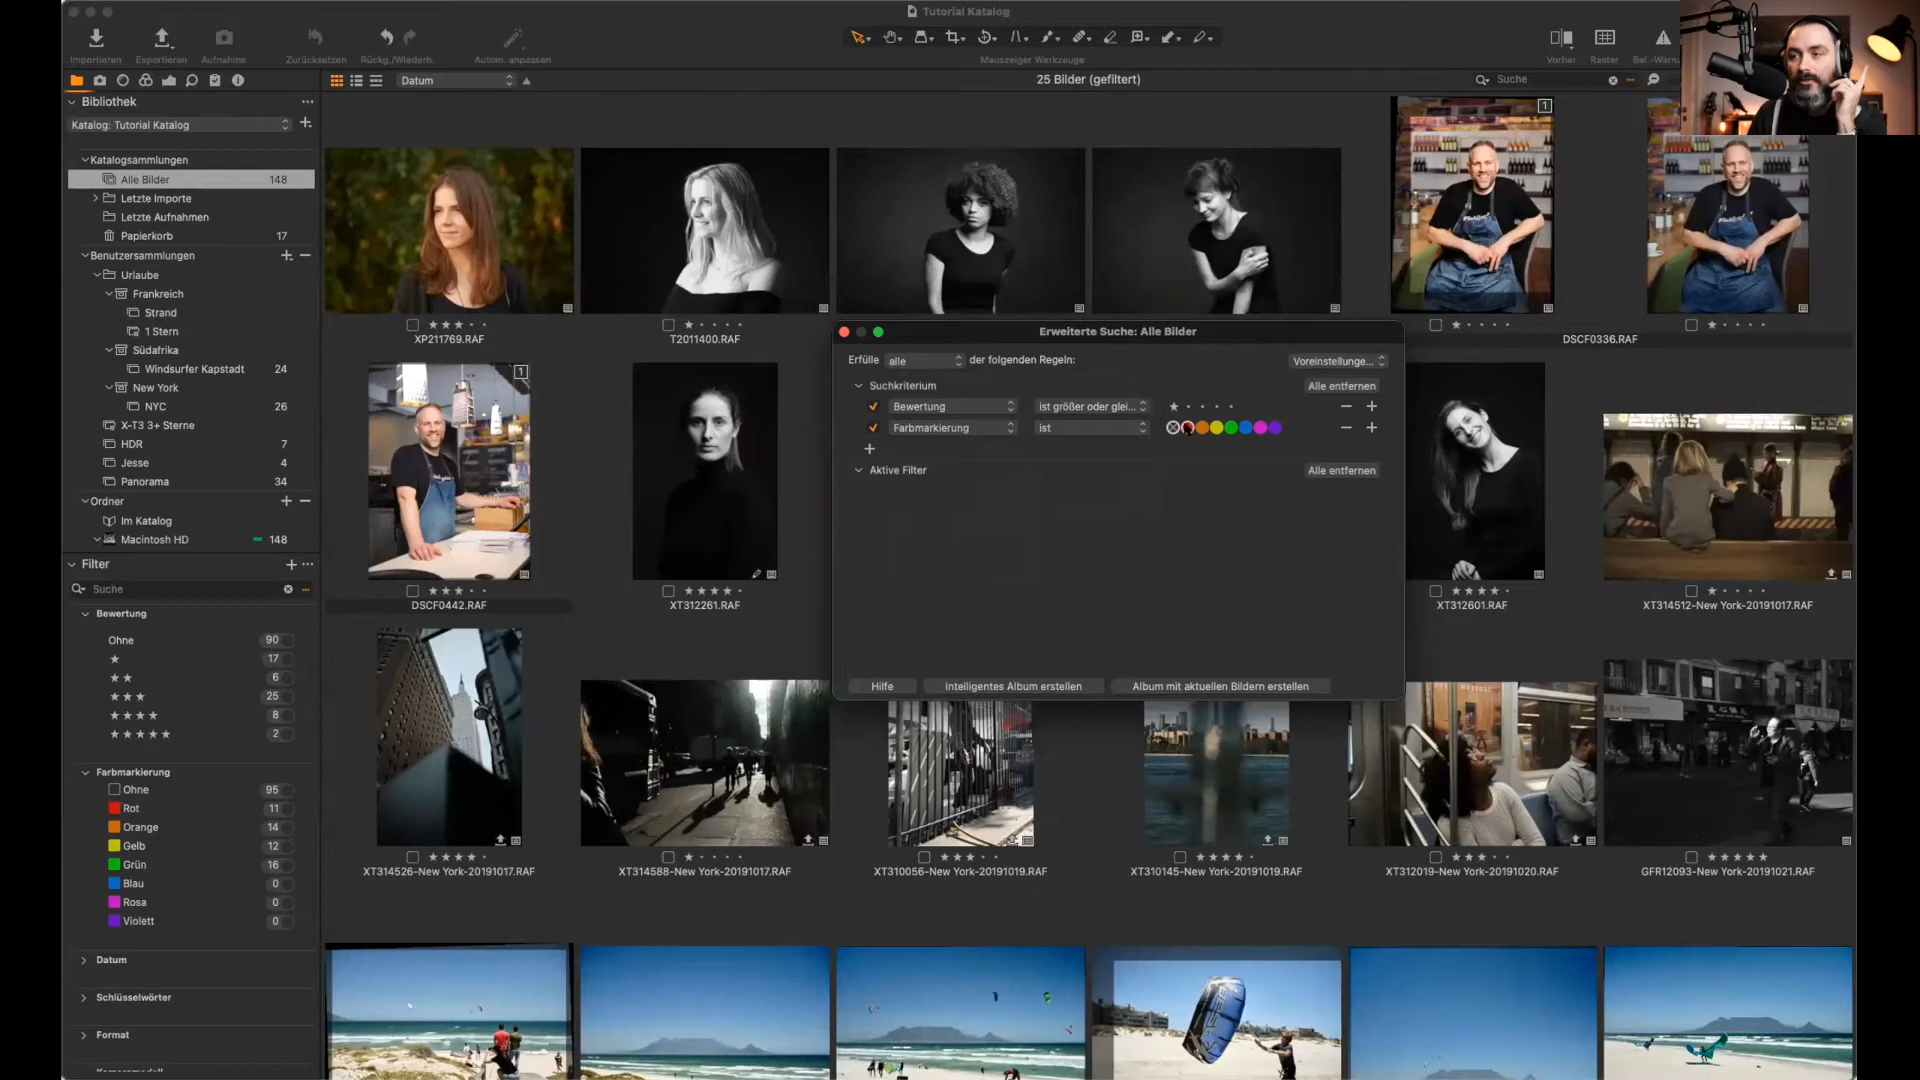 Tutorial Katalog
Importieren
Exportieren
Aufnahme
Zurücksetzen
Rückg./Wiederh.
Autom. anpassen
Mauszeiger Werkzeuge
Vorher
Raster
Datum
25 Bilder (gefiltert)
Suche
Bibliothek
Katalog: Tutorial Katalog
Katalogsammlungen
Alle Bilder 148
Letzte Importe
Letzte Aufnahmen
Papierkorb 17
Benutzersammlungen
Urlaube
Frankreich
Strand
1 Stern
Südafrika
Windsurfer Kapstadt 24
New York
NYC 26
X-T3 3+ Sterne
HDR 7
Jesse 4
Panorama 34
Ordner
Im Katalog
Macintosh HD 148
Filter
Suche
Bewertung
Ohne 90
17
6
25
8
2
Farbmarkierung
Ohne 95
Rot 11
Orange 14
Gelb 12
Grün 16
Blau 0
Rosa 0
Violett 0
Datum
Schlüsselwörter
Format
1
XP211769.RAF
T2011400.RAF
DSCF0336.RAF
1
DSCF0442.RAF
XT312261.RAF
XT312601.RAF
XT314512-New York-20191017.RAF
XT314526-New York-20191017.RAF
XT314588-New York-20191017.RAF
XT310056-New York-20191019.RAF
XT310145-New York-20191019.RAF
XT312019-New York-20191020.RAF
GFR12093-New York-20191021.RAF
Erweiterte Suche: Alle Bilder
Erfülle alle der folgenden Regeln:
Voreinstellunge...
Suchkriterium
Alle entfernen
Bewertung ist größer oder glei...
Farbmarkierung ist
Aktive Filter
Alle entfernen
Hilfe
Intelligentes Album erstellen
Album mit aktuellen Bildern erstellen